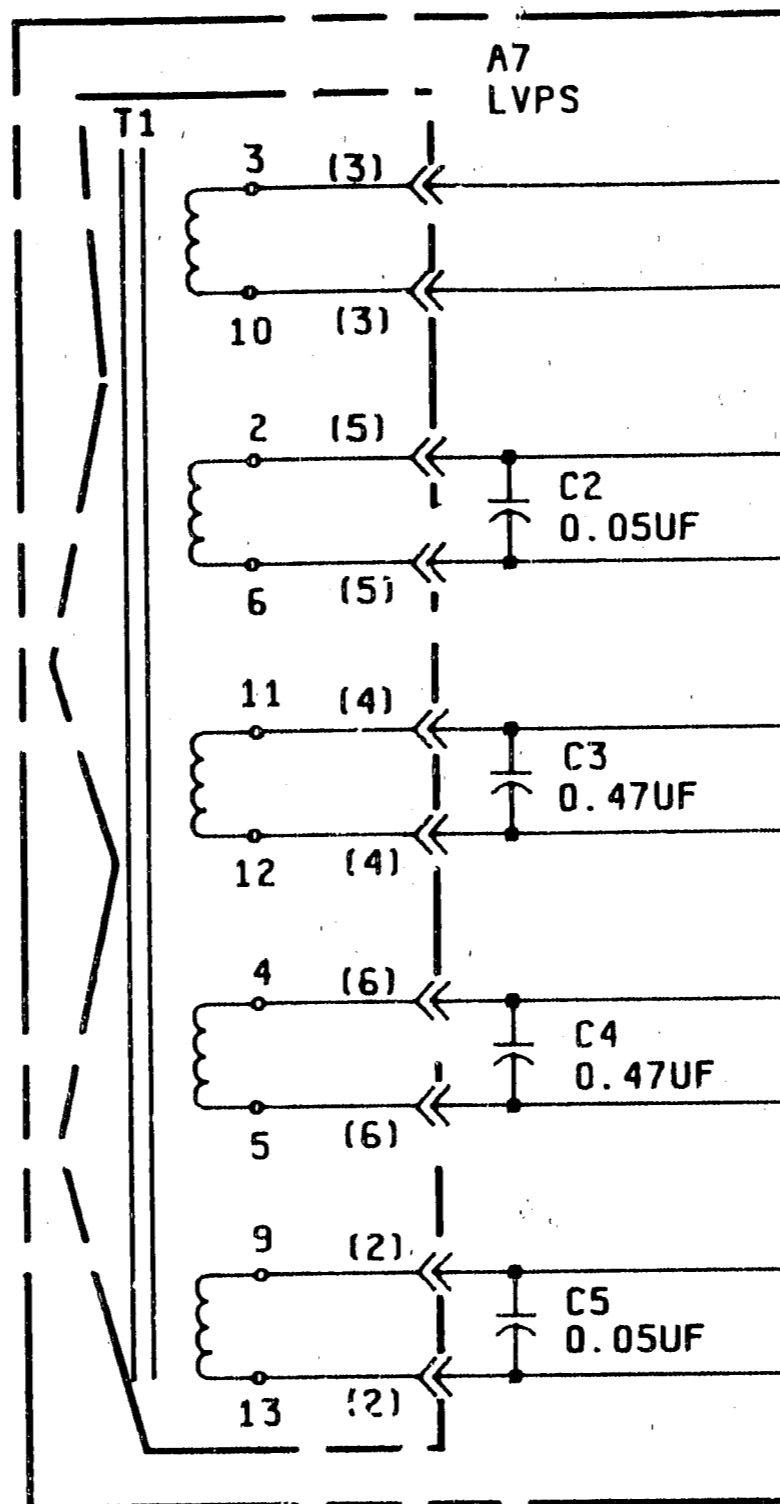 A7
LVPS
T1
3 (3)
10 (3)
2 (5)
C2
0.05UF
6 (5)
11 (4)
C3
0.47UF
12 (4)
4 (6)
C4
0.47UF
5 (6)
9 (2)
C5
0.05UF
13 (2)